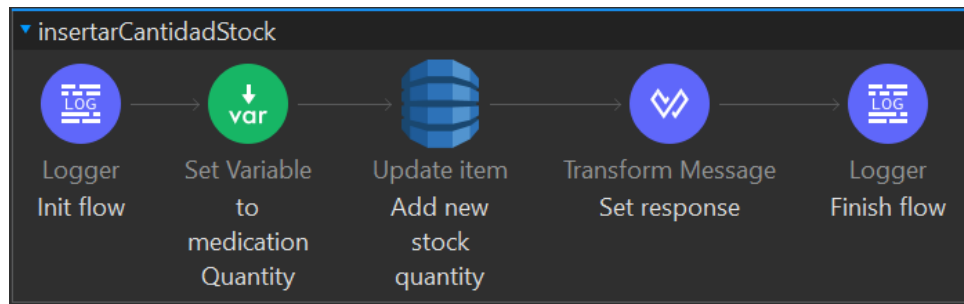 insertarCantidadStock
LOG
var
LOG
Logger
Set Variable
Update item
Transform Message
Logger
Init flow
to
medication
Quantity
Add new
stock
quantity
Set response
Finish flow